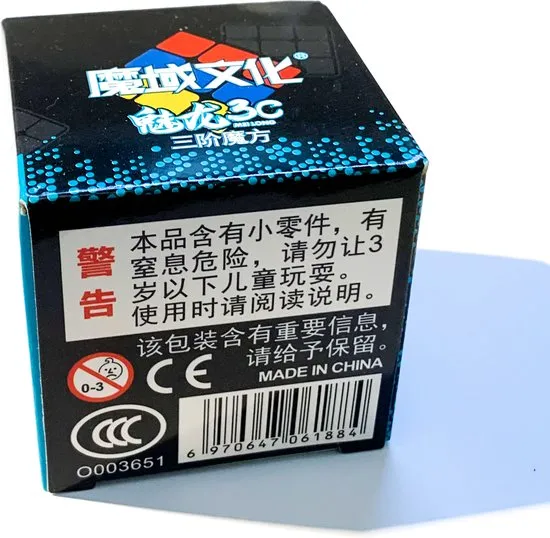 魔域文化®
魅龙3C
三阶魔方
警告
本品含有小零件，有
窒息危险，请勿让3
岁以下儿童玩耍。
使用时请阅读说明。
该包装含有重要信息，
请给予保留。
0-3
CE
MADE IN CHINA
CCC
O003651
6 970647 061884